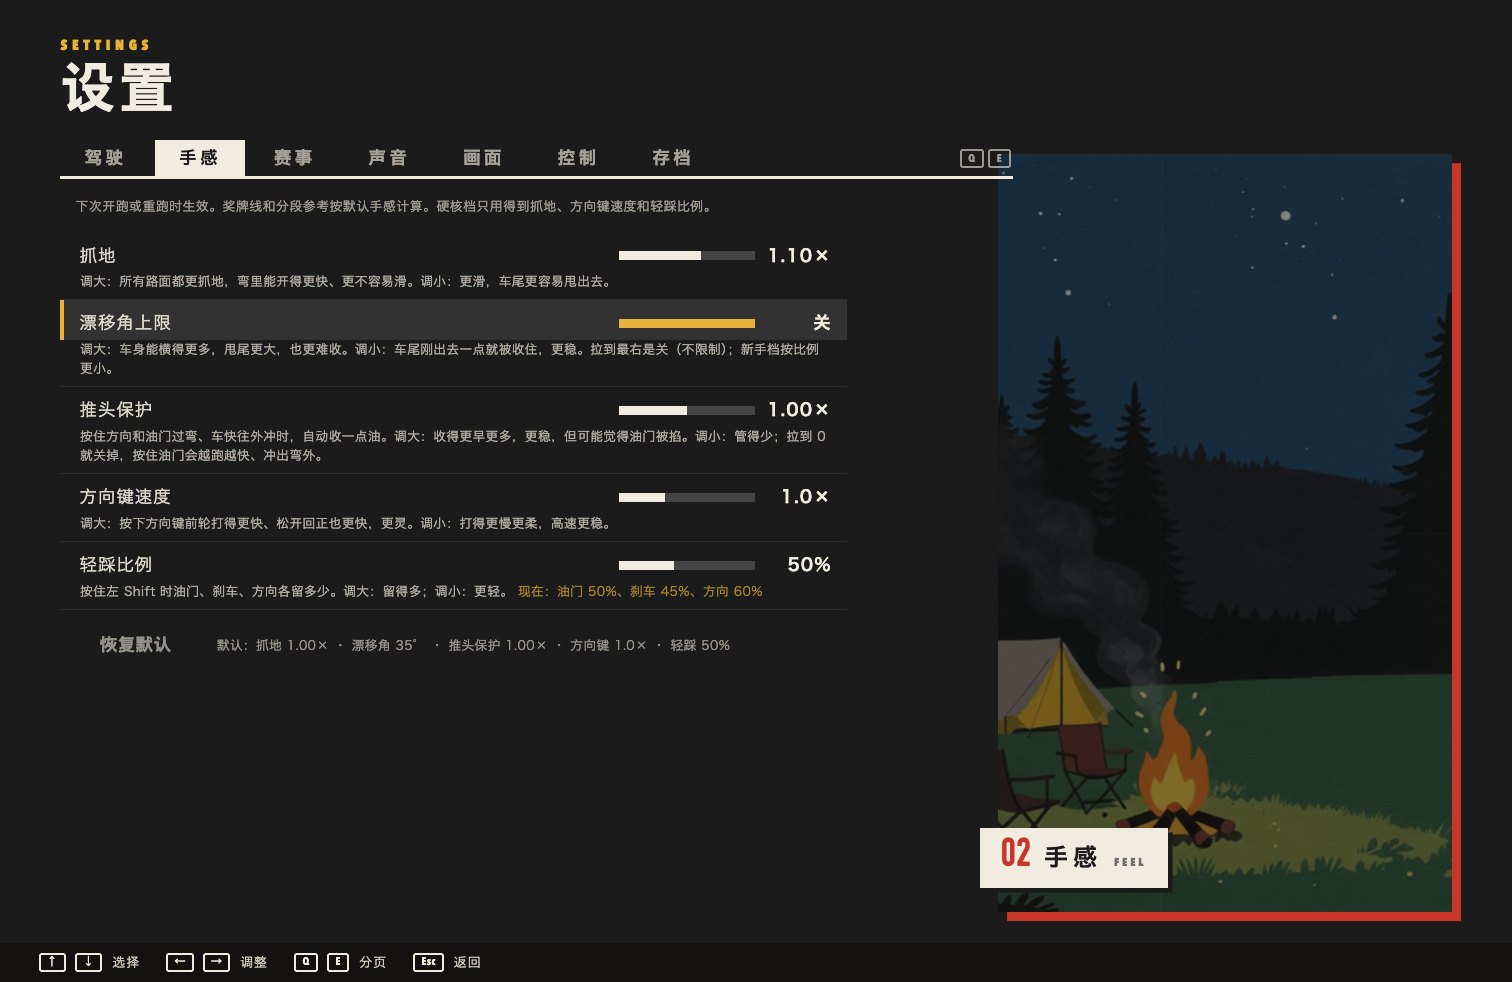 SETTINGS
设置
驾驶 手感 赛事 声音 画面 控制 存档 Q E
下次开跑或重跑时生效。奖牌线和分段参考按默认手感计算。硬核档只用得到抓地、方向键速度和轻踩比例。
抓地 1.10×
调大：所有路面都更抓地，弯里能开得更快、更不容易滑。调小：更滑，车尾更容易甩出去。
漂移角上限 关
调大：车身能横得更多，甩尾更大，也更难收。调小：车尾刚出去一点就被收住，更稳。拉到最右是关（不限制）；新手档按比例
更小。
推头保护 1.00×
按住方向和油门过弯、车快往外冲时，自动收一点油。调大：收得更早更多，更稳，但可能觉得油门被掐。调小：管得少；拉到 0
就关掉，按住油门会越跑越快、冲出弯外。
方向键速度 1.0×
调大：按下方向键前轮打得更快、松开回正也更快，更灵。调小：打得更慢更柔，高速更稳。
轻踩比例 50%
按住左 Shift 时油门、刹车、方向各留多少。调大：留得多；调小：更轻。 现在：油门 50%、刹车 45%、方向 60%
恢复默认 默认：抓地 1.00× · 漂移角 35° · 推头保护 1.00× · 方向键 1.0× · 轻踩 50%
02 手感 FEEL
↑ ↓ 选择 ← → 调整 Q E 分页 Esc 返回